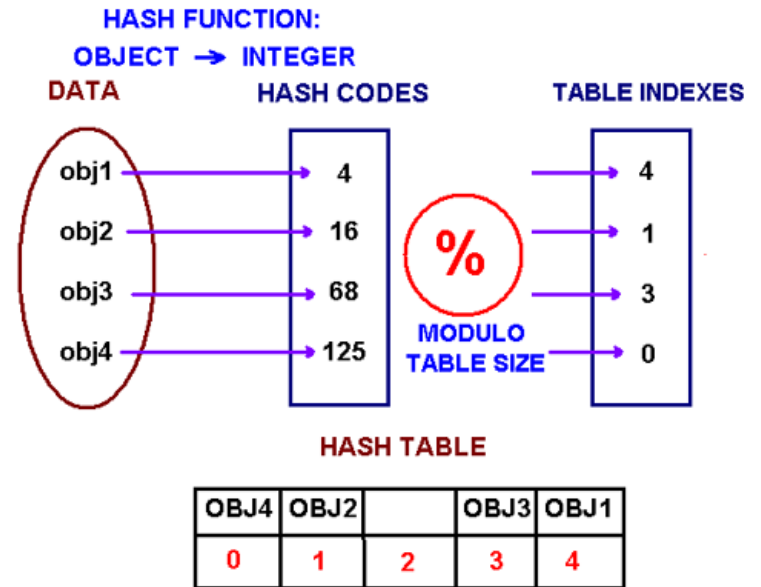 HASH FUNCTION:
OBJECT → INTEGER
DATA HASH CODES TABLE INDEXES
obj1 4 4
obj2 16 1
%
obj3 68 3
MODULO
TABLE SIZE
obj4 125 0
HASH TABLE
OBJ4 OBJ2 OBJ3 OBJ1
0 1 2 3 4